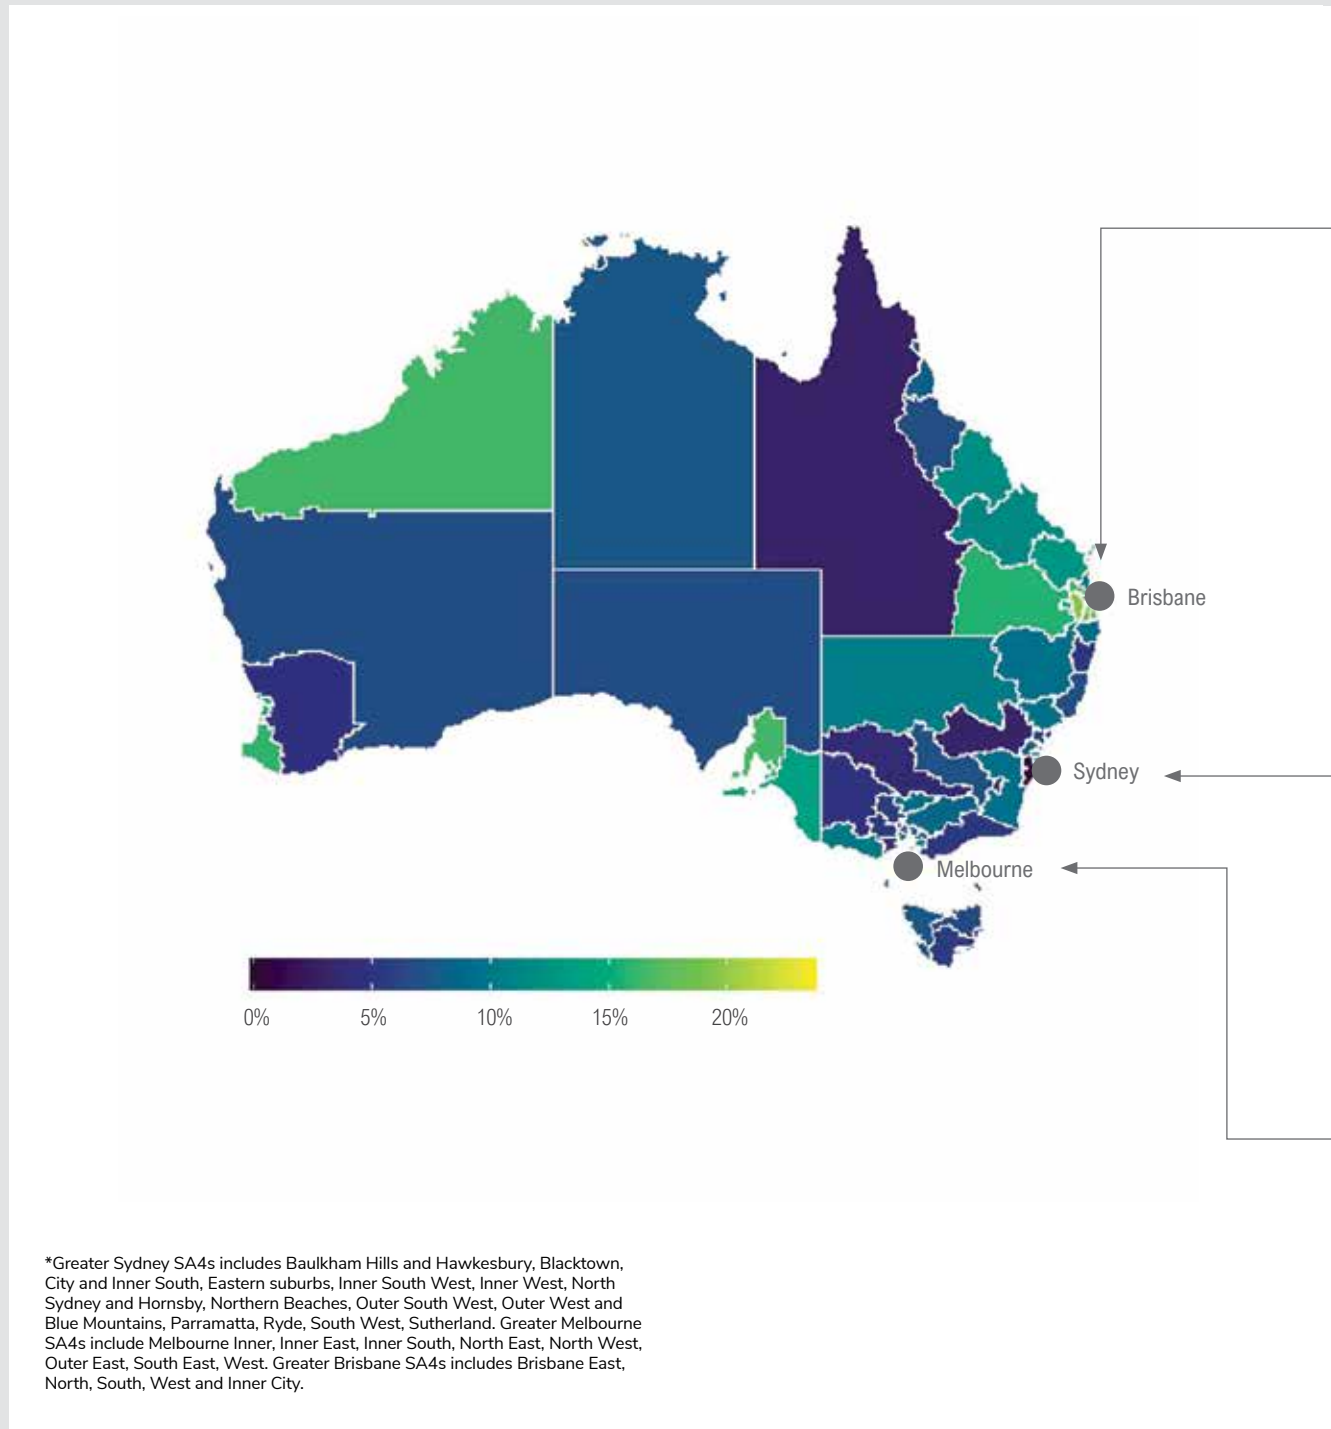 Brisbane
Sydney
Melbourne
0% 5% 10% 15% 20%
*Greater Sydney SA4s includes Baulkham Hills and Hawkesbury, Blacktown,
City and Inner South, Eastern suburbs, Inner South West, Inner West, North
Sydney and Hornsby, Northern Beaches, Outer South West, Outer West and
Blue Mountains, Parramatta, Ryde, South West, Sutherland. Greater Melbourne
SA4s include Melbourne Inner, Inner East, Inner South, North East, North West,
Outer East, South East, West. Greater Brisbane SA4s includes Brisbane East,
North, South, West and Inner City.